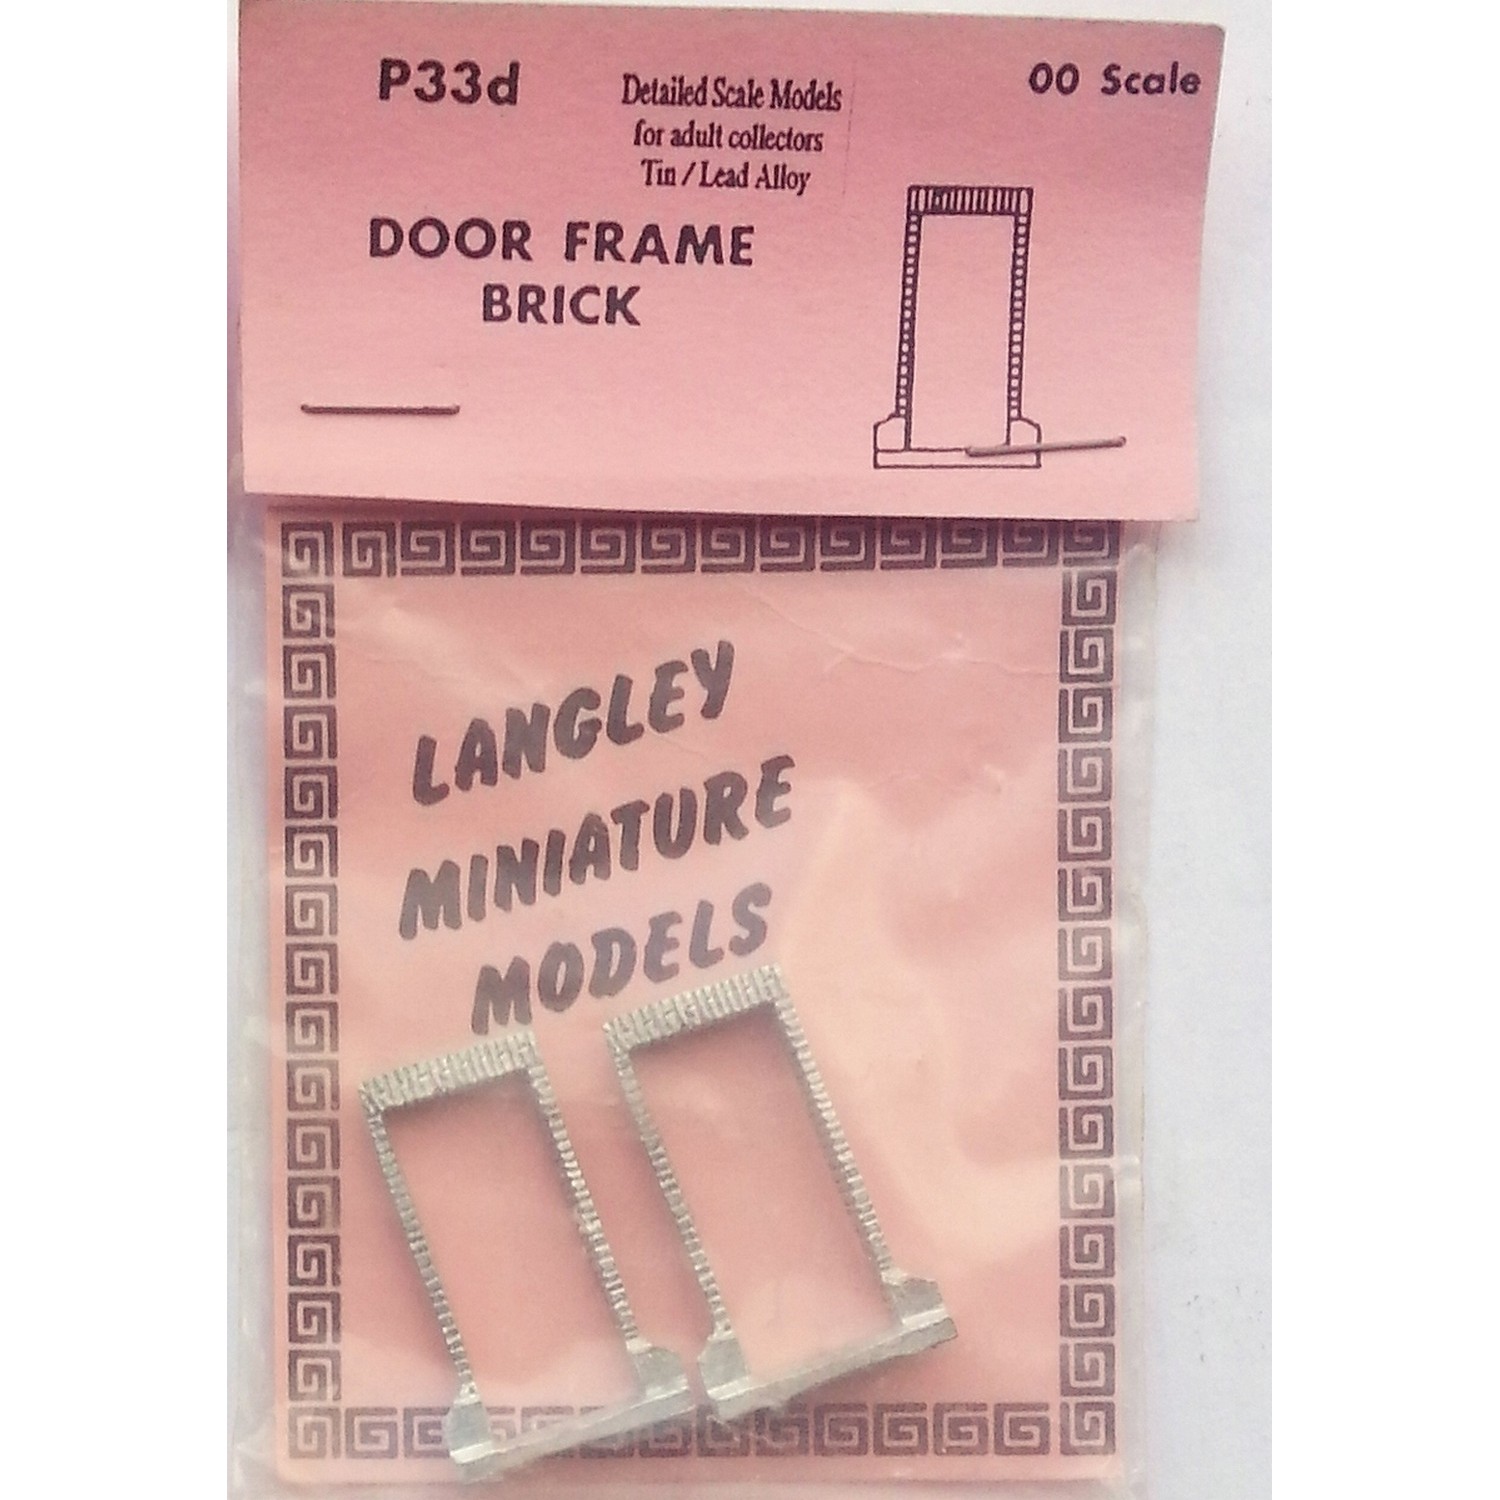 P33d
Detailed Scale Models
for adult collectors
Tin / Lead Alloy
00 Scale
DOOR FRAME
BRICK
LANGLEY
MINIATURE
MODELS